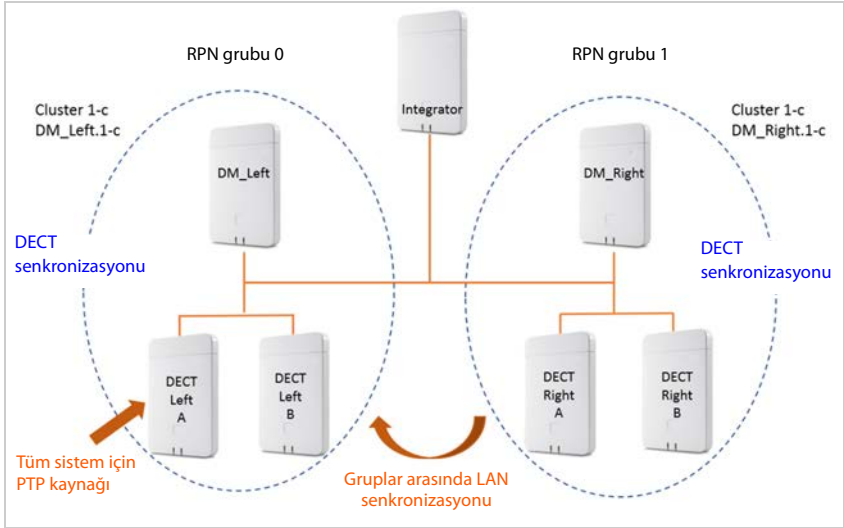 RPN grubu 0
RPN grubu 1
Integrator
Cluster 1-c
DM_Left.1-c
Cluster 1-c
DM_Right.1-c
DM_Left
DM_Right
DECT
senkronizasyonu
DECT
senkronizasyonu
DECT
Left
A
DECT
Left
B
DECT
Right
A
DECT
Right
B
Tüm sistem için
PTP kaynağı
Gruplar arasında LAN
senkronizasyonu